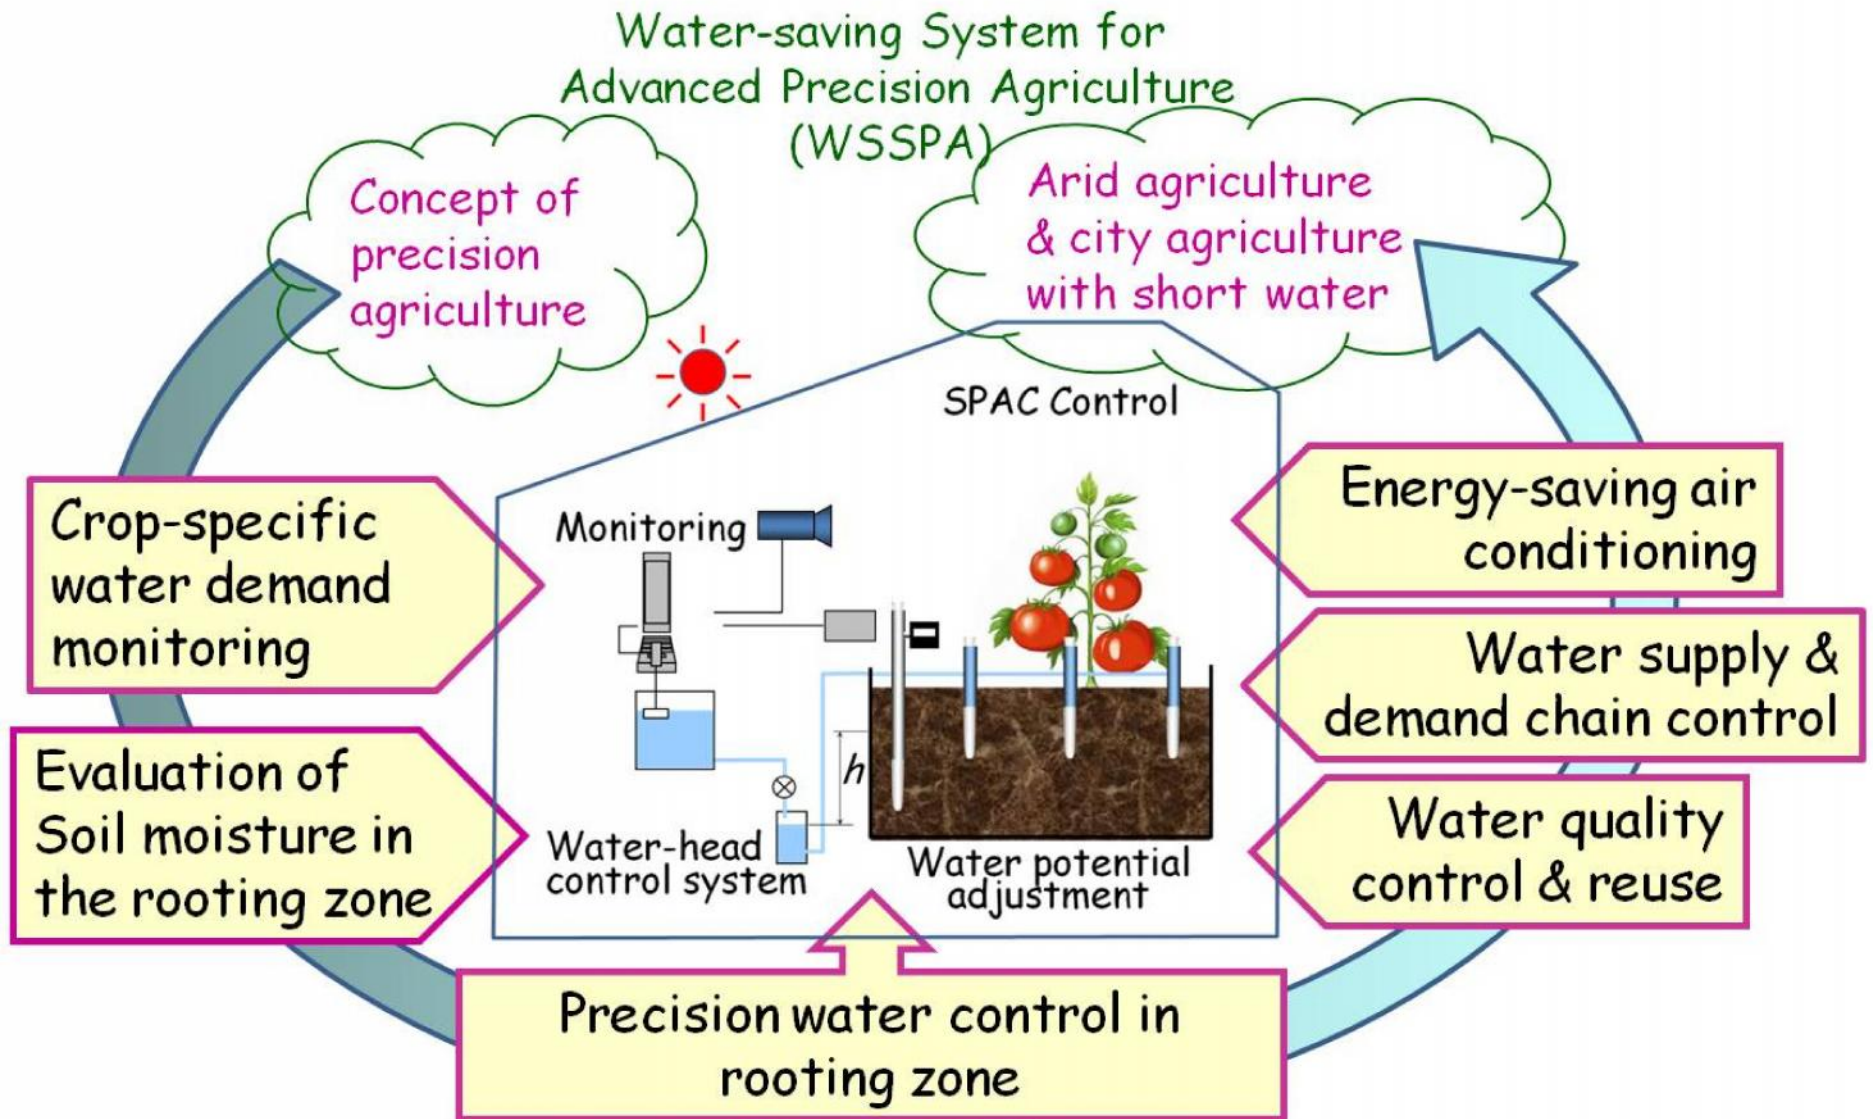 Water-saving System for
Advanced Precision Agriculture
(WSSPA)
Concept of
precision
agriculture
Arid agriculture
& city agriculture
with short water
SPAC Control
Monitoring
h
Water-head
control system
Water potential
adjustment
Crop-specific
water demand
monitoring
Evaluation of
Soil moisture in
the rooting zone
Precision water control in
rooting zone
Energy-saving air
conditioning
Water supply &
demand chain control
Water quality
control & reuse